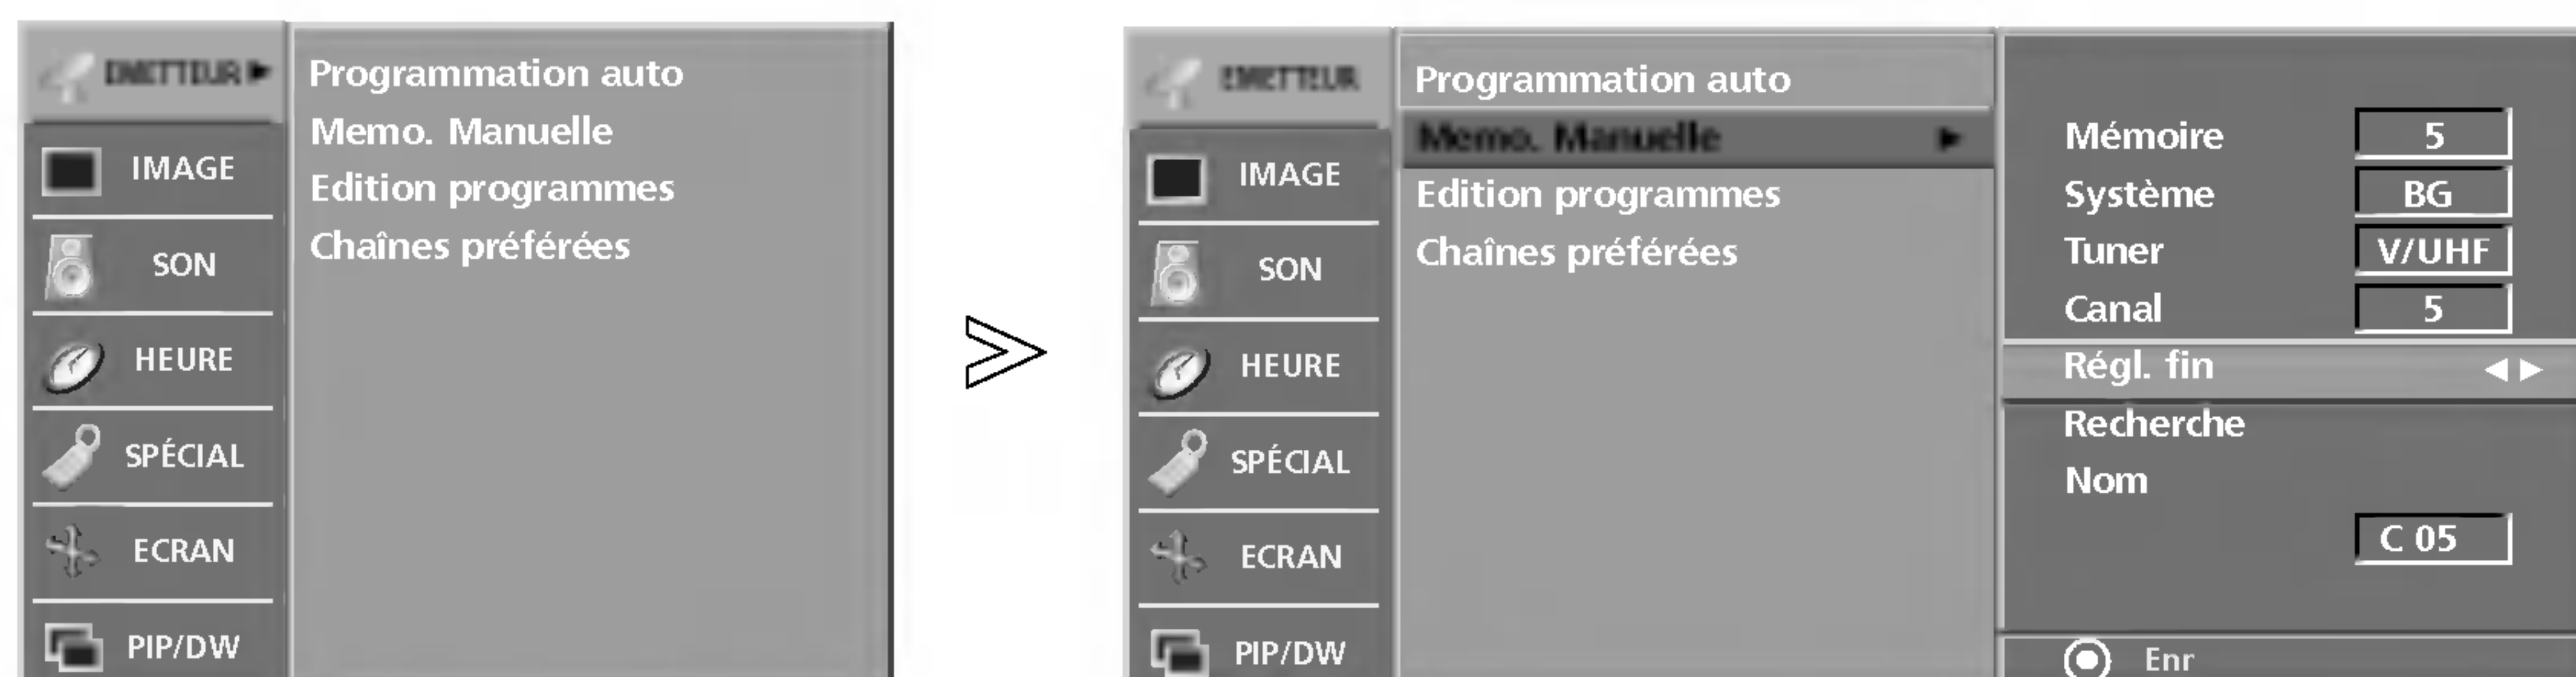 EMETTEUR
IMAGE
SON
HEURE
SPÉCIAL
ECRAN
PIP/DW
Programmation auto
Memo. Manuelle
Edition programmes
Chaînes préférées
EMETTEUR
IMAGE
SON
HEURE
SPÉCIAL
ECRAN
PIP/DW
Programmation auto
Memo. Manuelle
Edition programmes
Chaînes préférées
Mémoire 5
Système BG
Tuner V/UHF
Canal 5
Régl. fin
Recherche
Nom
C 05
Enr